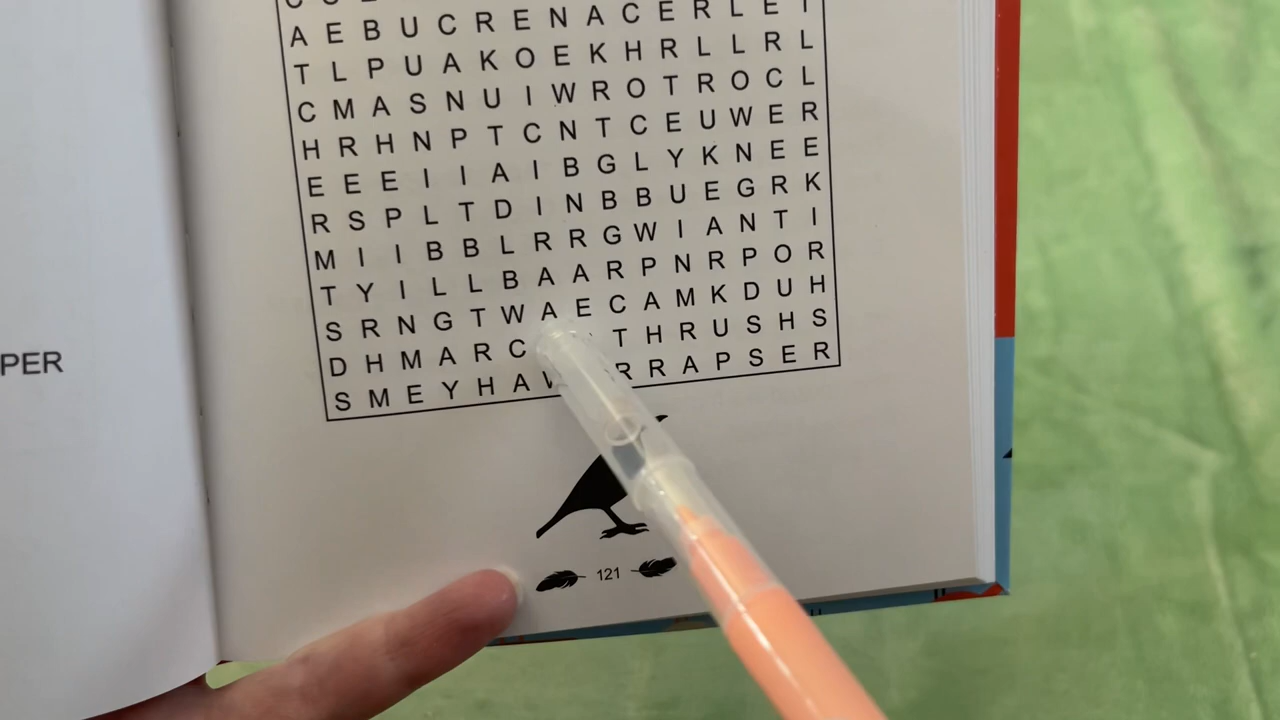 A E B U C R E N A C E R L E T
T L P U A K O E K H R L L R L
C M A S N U I W R O T R O C L
H R H N P T C N T C E U W E R
E E E I I A I B G L Y K N E E
R S P L T D I N B B U E G R K
M I I B B L R R G W I A N T I
T Y I L L B A A R P N R P O R
S R N G T W A E C A M K D U H
D H M A R C T H R U S H S
S M E Y H A W R R A P S E R
PER
121